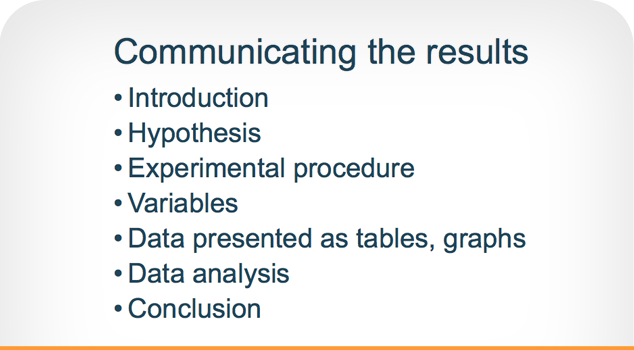 Communicating the results
• Introduction
• Hypothesis
• Experimental procedure
• Variables
• Data presented as tables, graphs
• Data analysis
• Conclusion